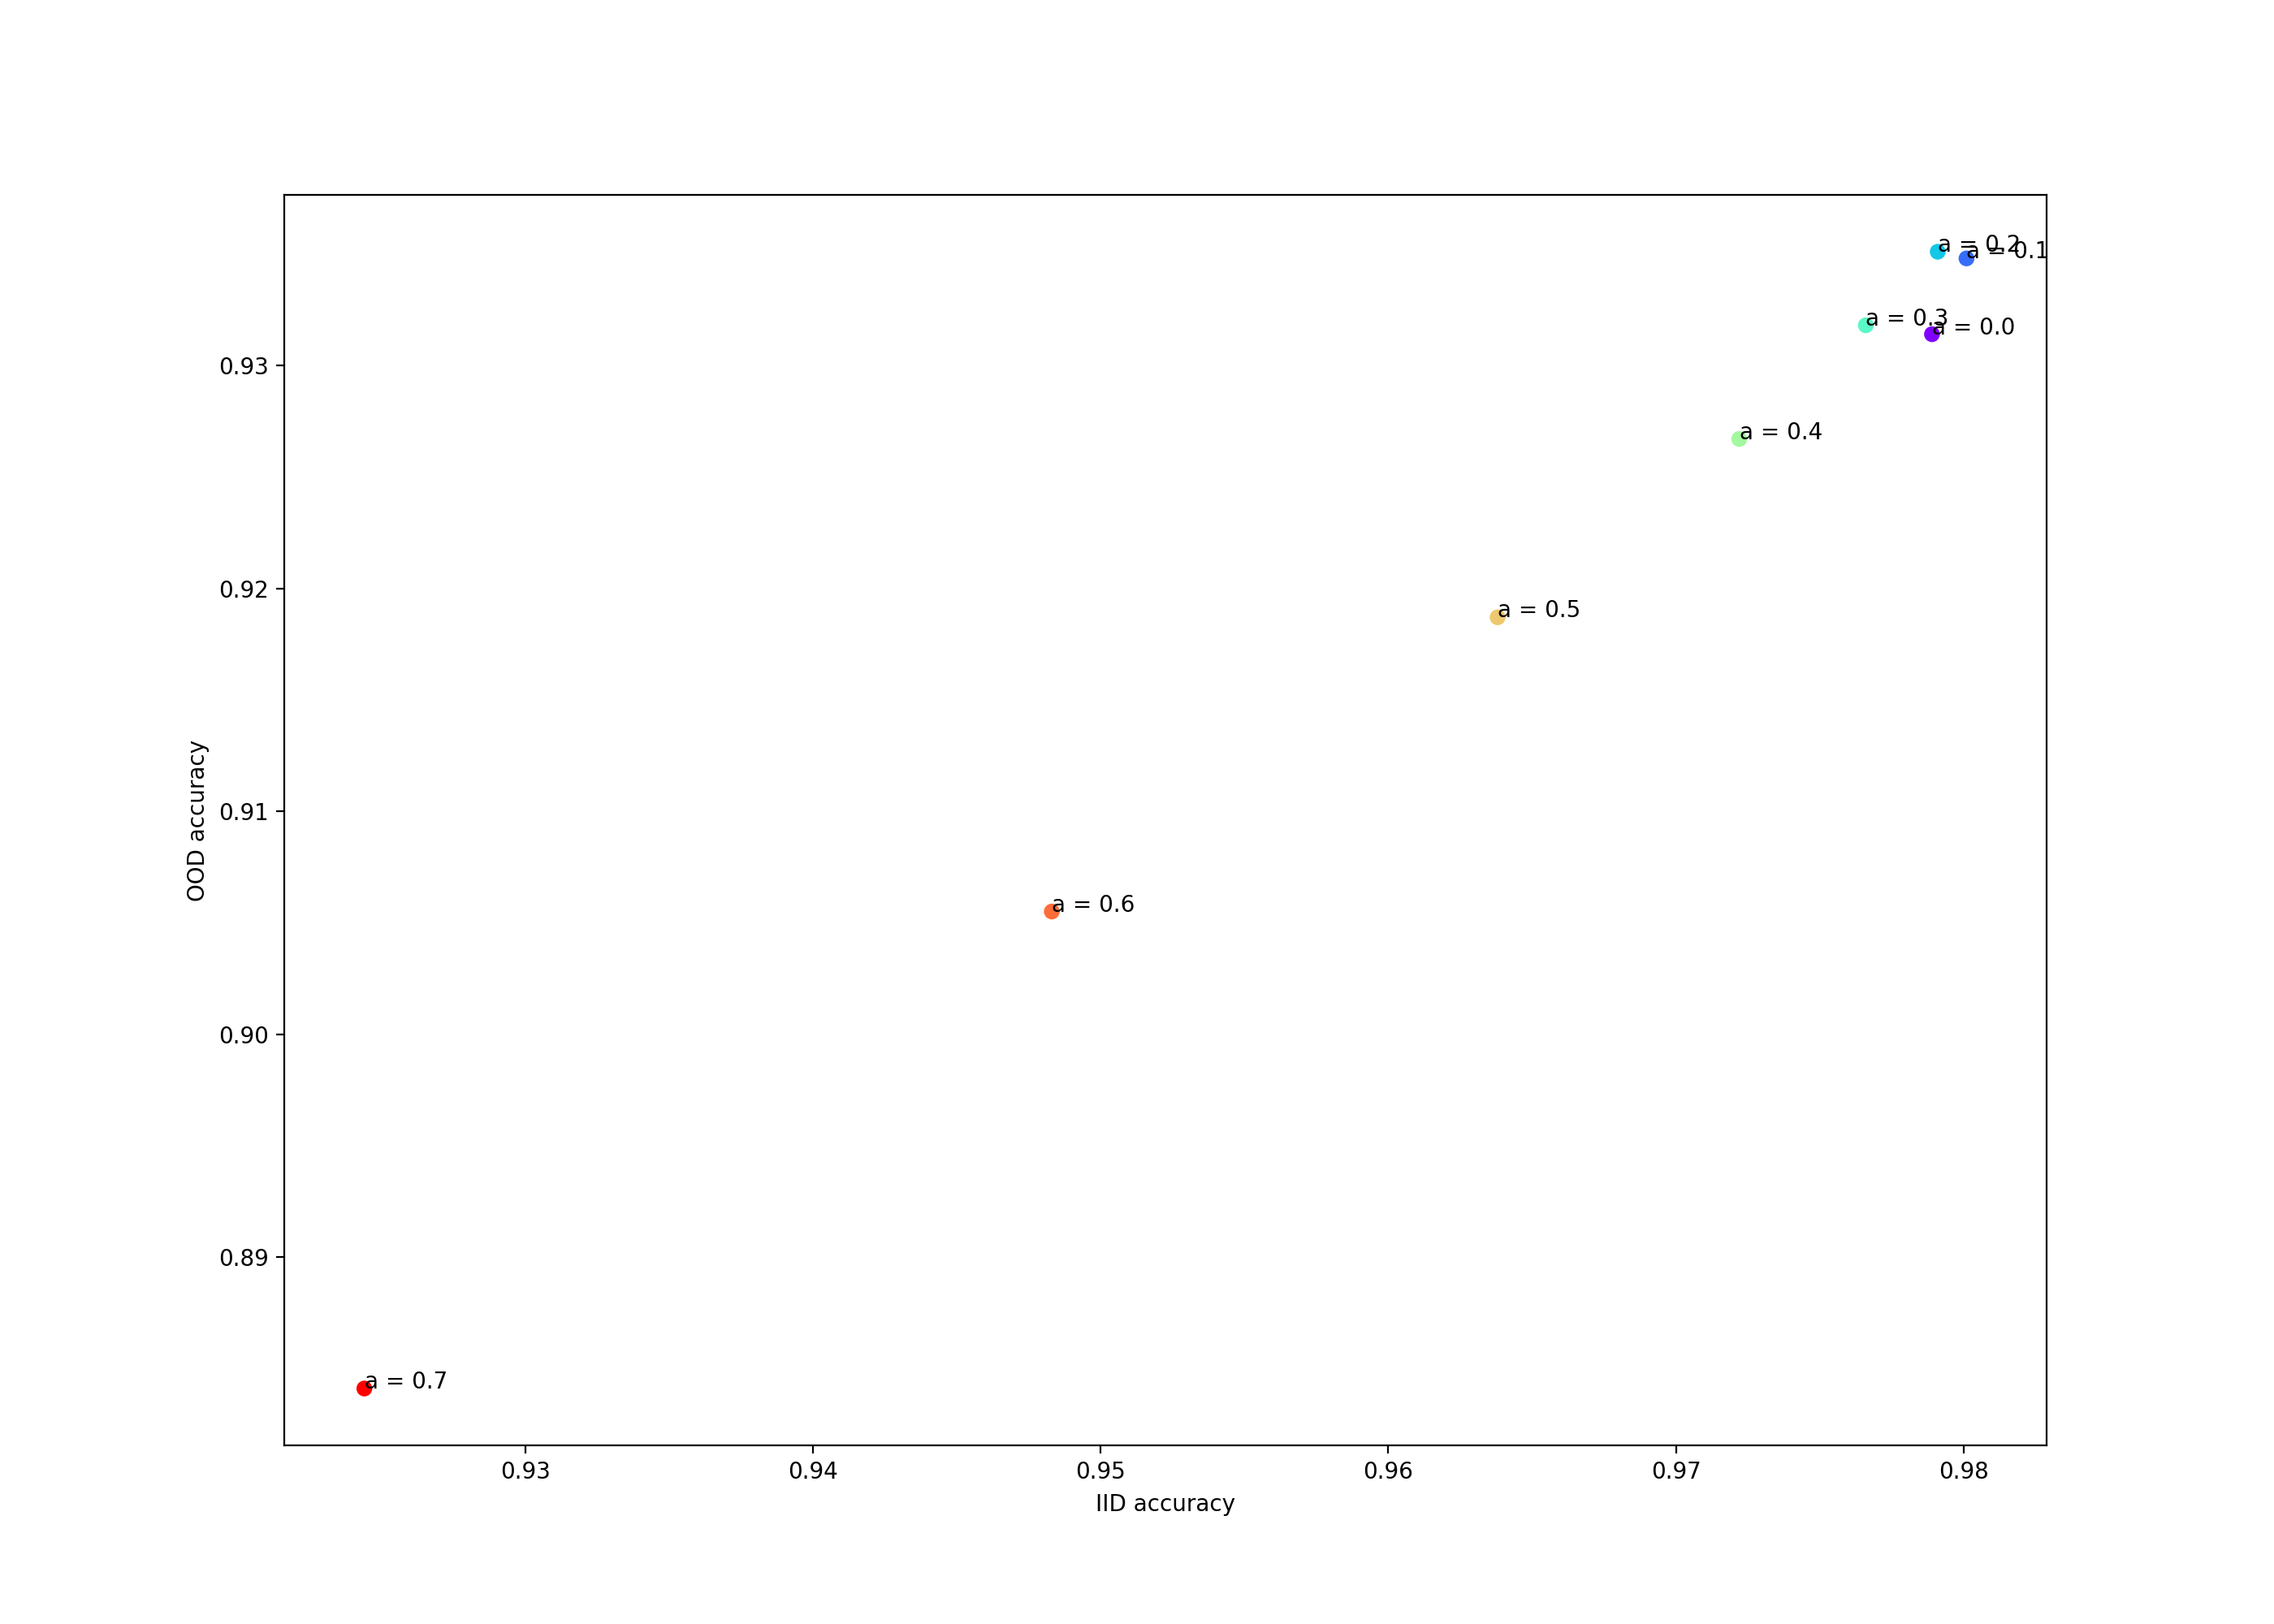 a = 0.2
a = 0.1
a = 0.3
a = 0.0
0.93
a = 0.4
0.92
a = 0.5
0.91
OOD accuracy
a = 0.6
0.90
0.89
a = 0.7
0.93 0.94 0.95 0.96 0.97 0.98
IID accuracy